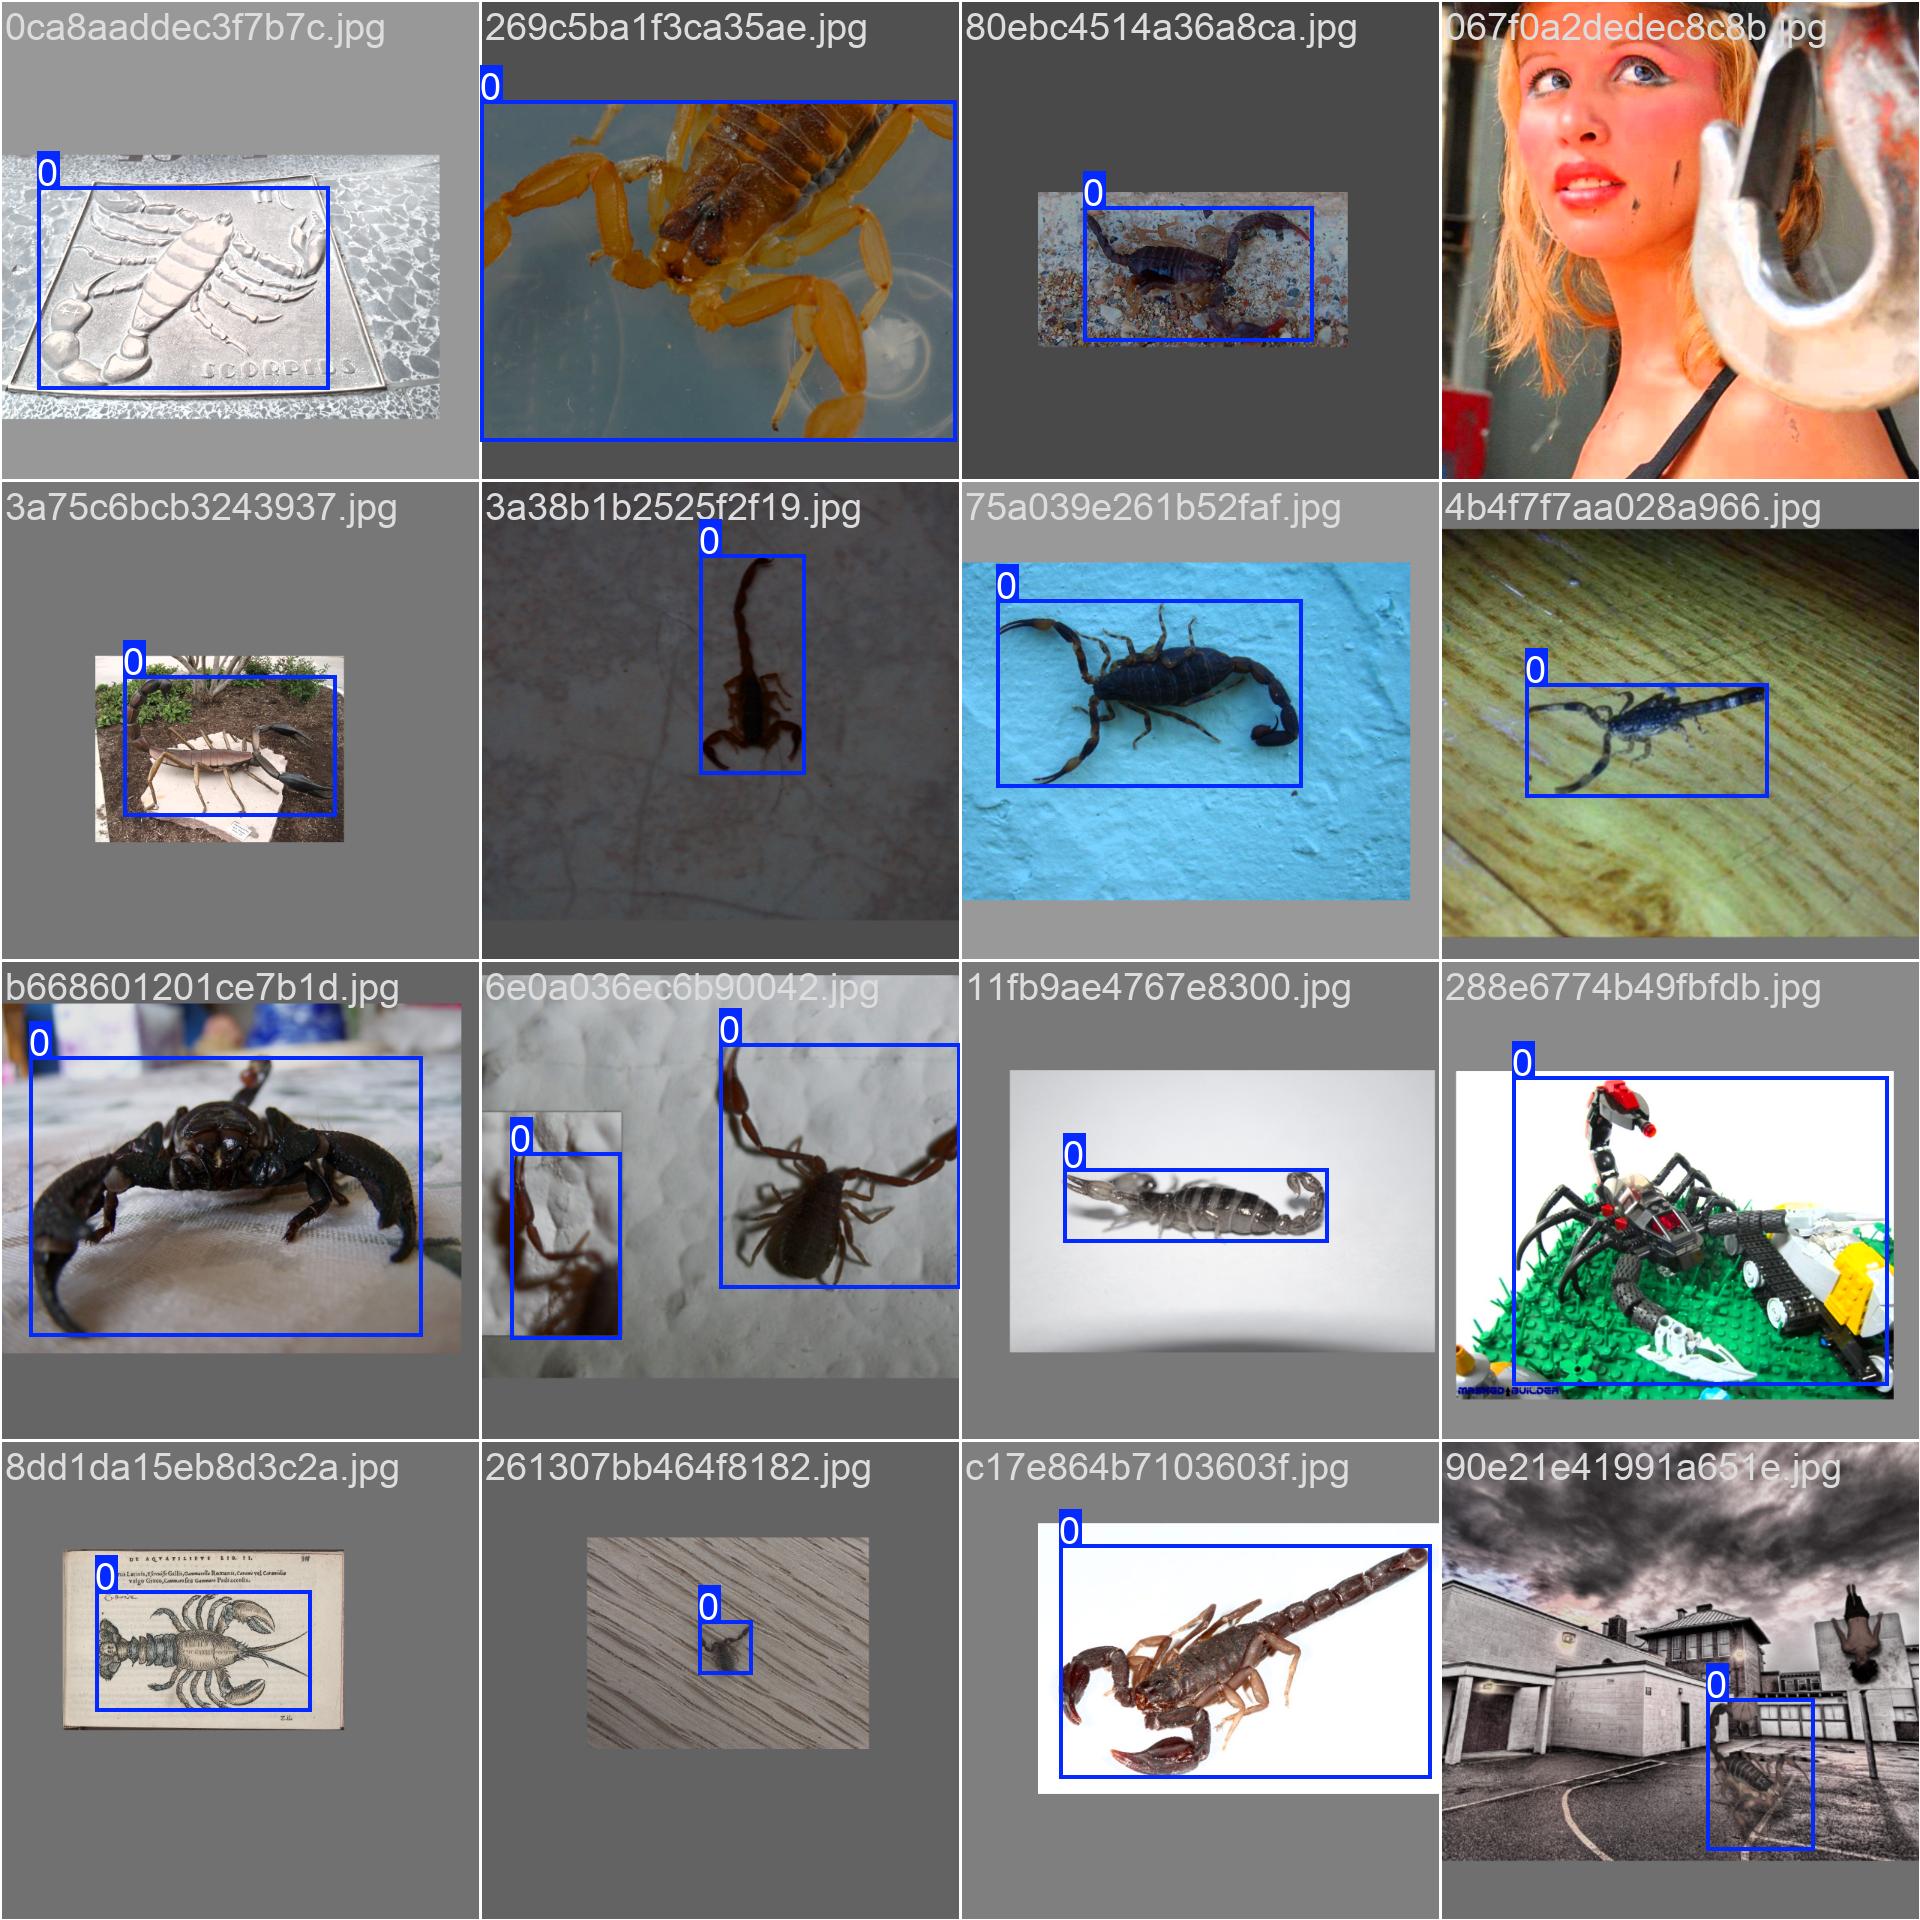 0ca8aaddec3f7b7c.jpg
269c5ba1f3ca35ae.jpg
80ebc4514a36a8ca.jpg
067f0a2dedec8c8b.jpg
0
0
0
SCORPIUS
3a75c6bcb3243937.jpg
3a38b1b2525f2f19.jpg
75a039e261b52faf.jpg
4b4f7f7aa028a966.jpg
0
0
0
0
b668601201ce7b1d.jpg
6e0a036ec6b90042.jpg
11fb9ae4767e8300.jpg
288e6774b49fbfdb.jpg
0
0
0
0
0
MASKED BUILDER
8dd1da15eb8d3c2a.jpg
261307bb464f8182.jpg
c17e864b7103603f.jpg
90e21e41991a651e.jpg
0
0
0
0
DE AQVATILIBVS LIB. II.